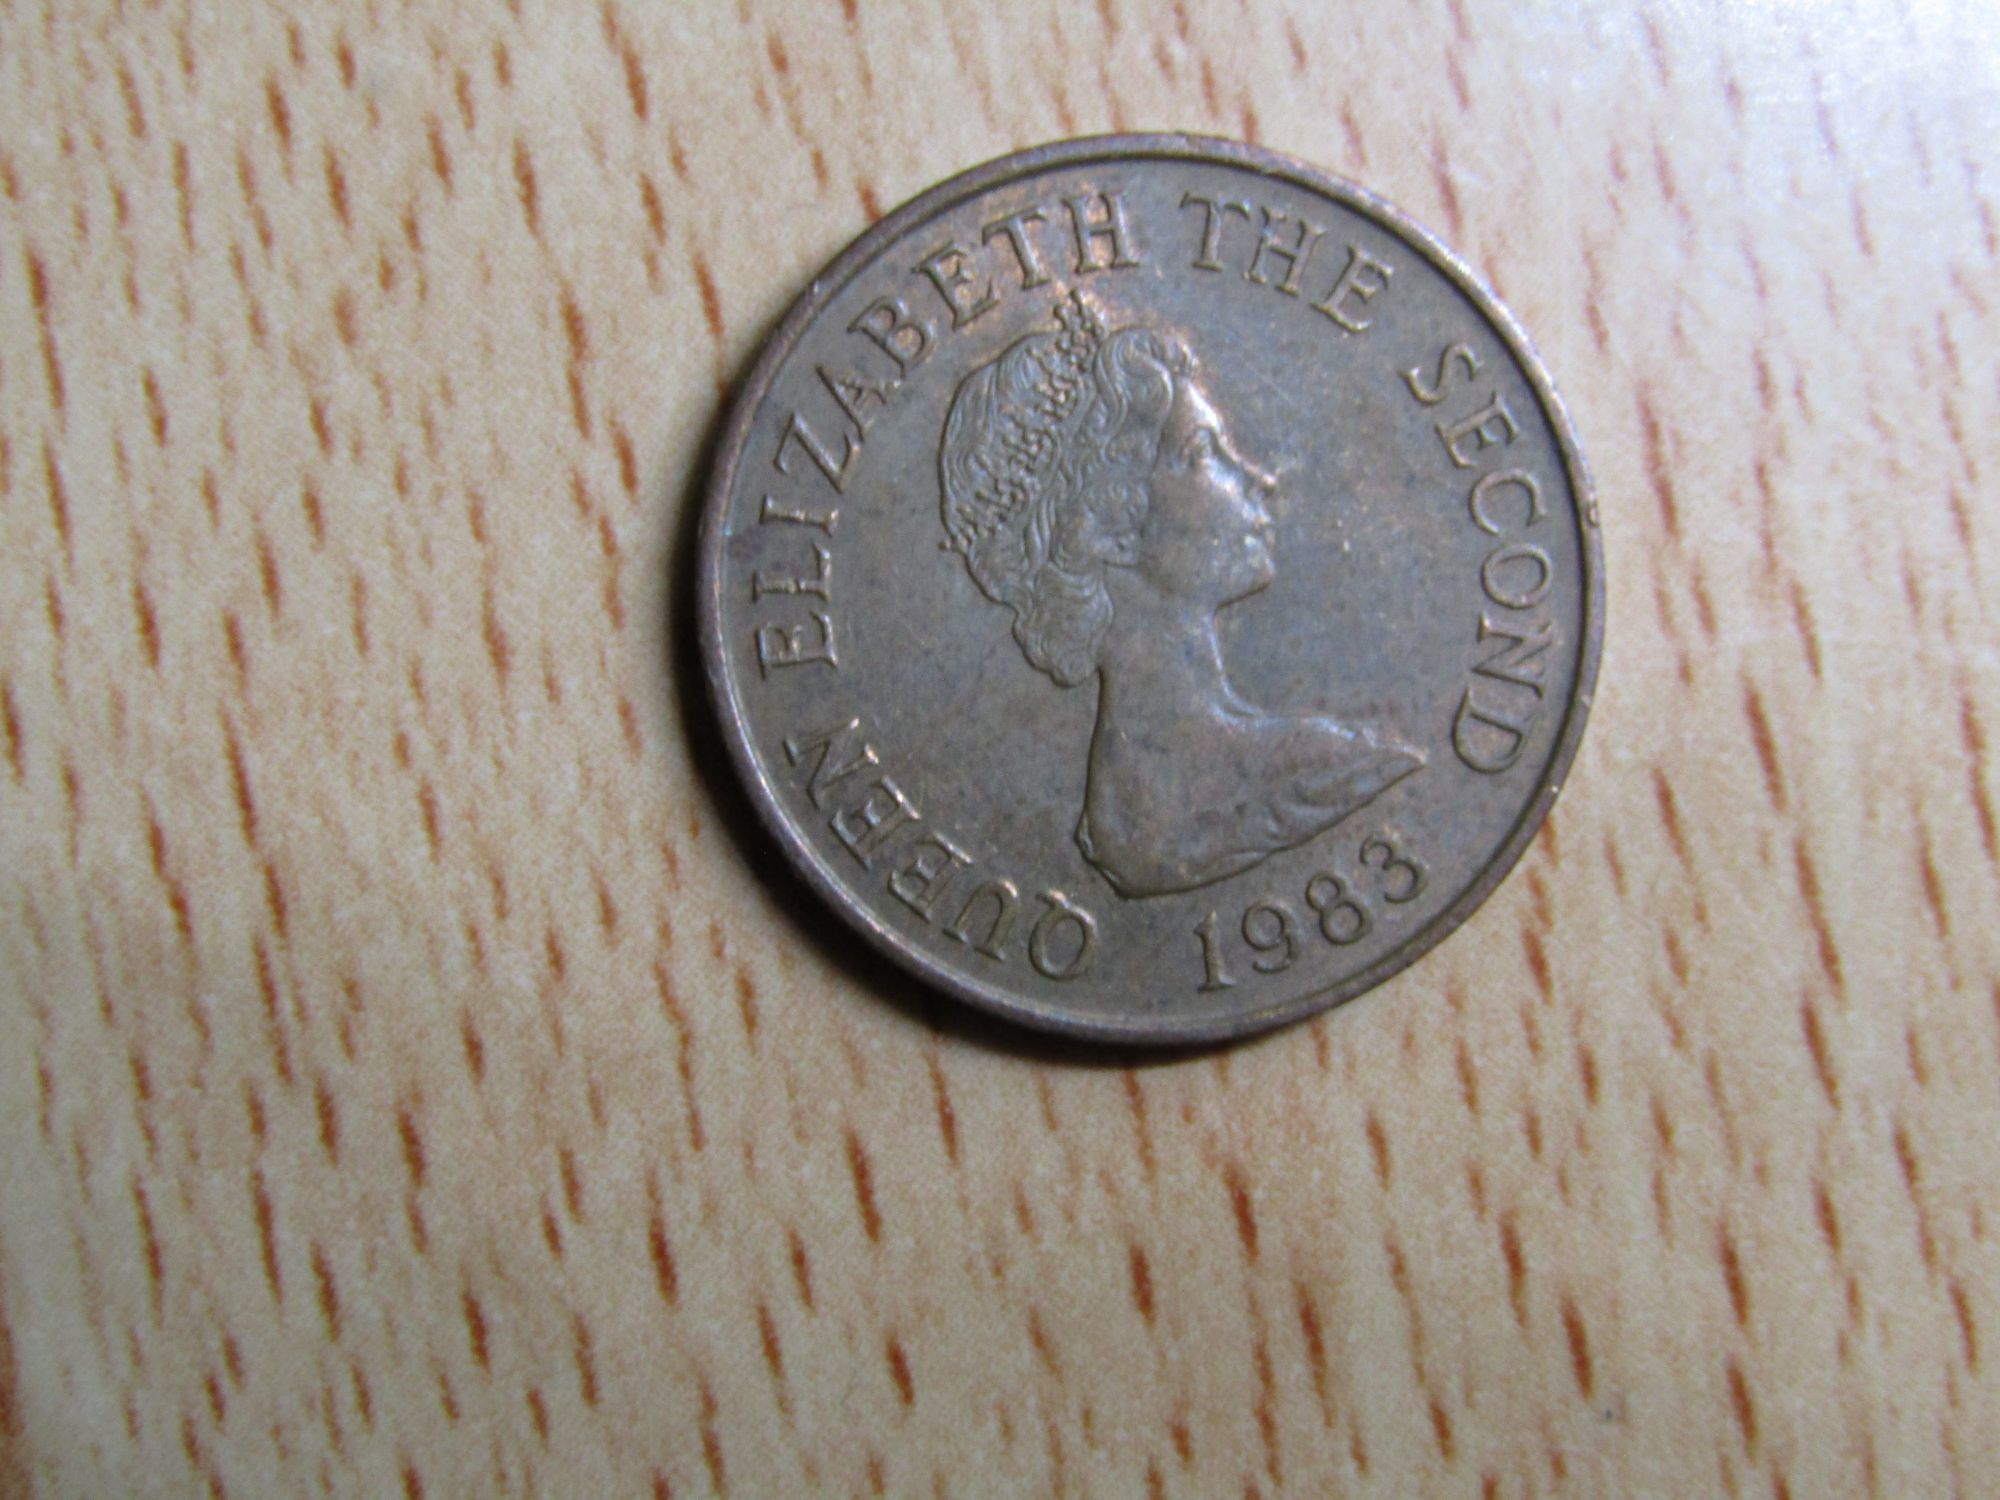 QUEEN ELIZABETH THE SECOND
1983